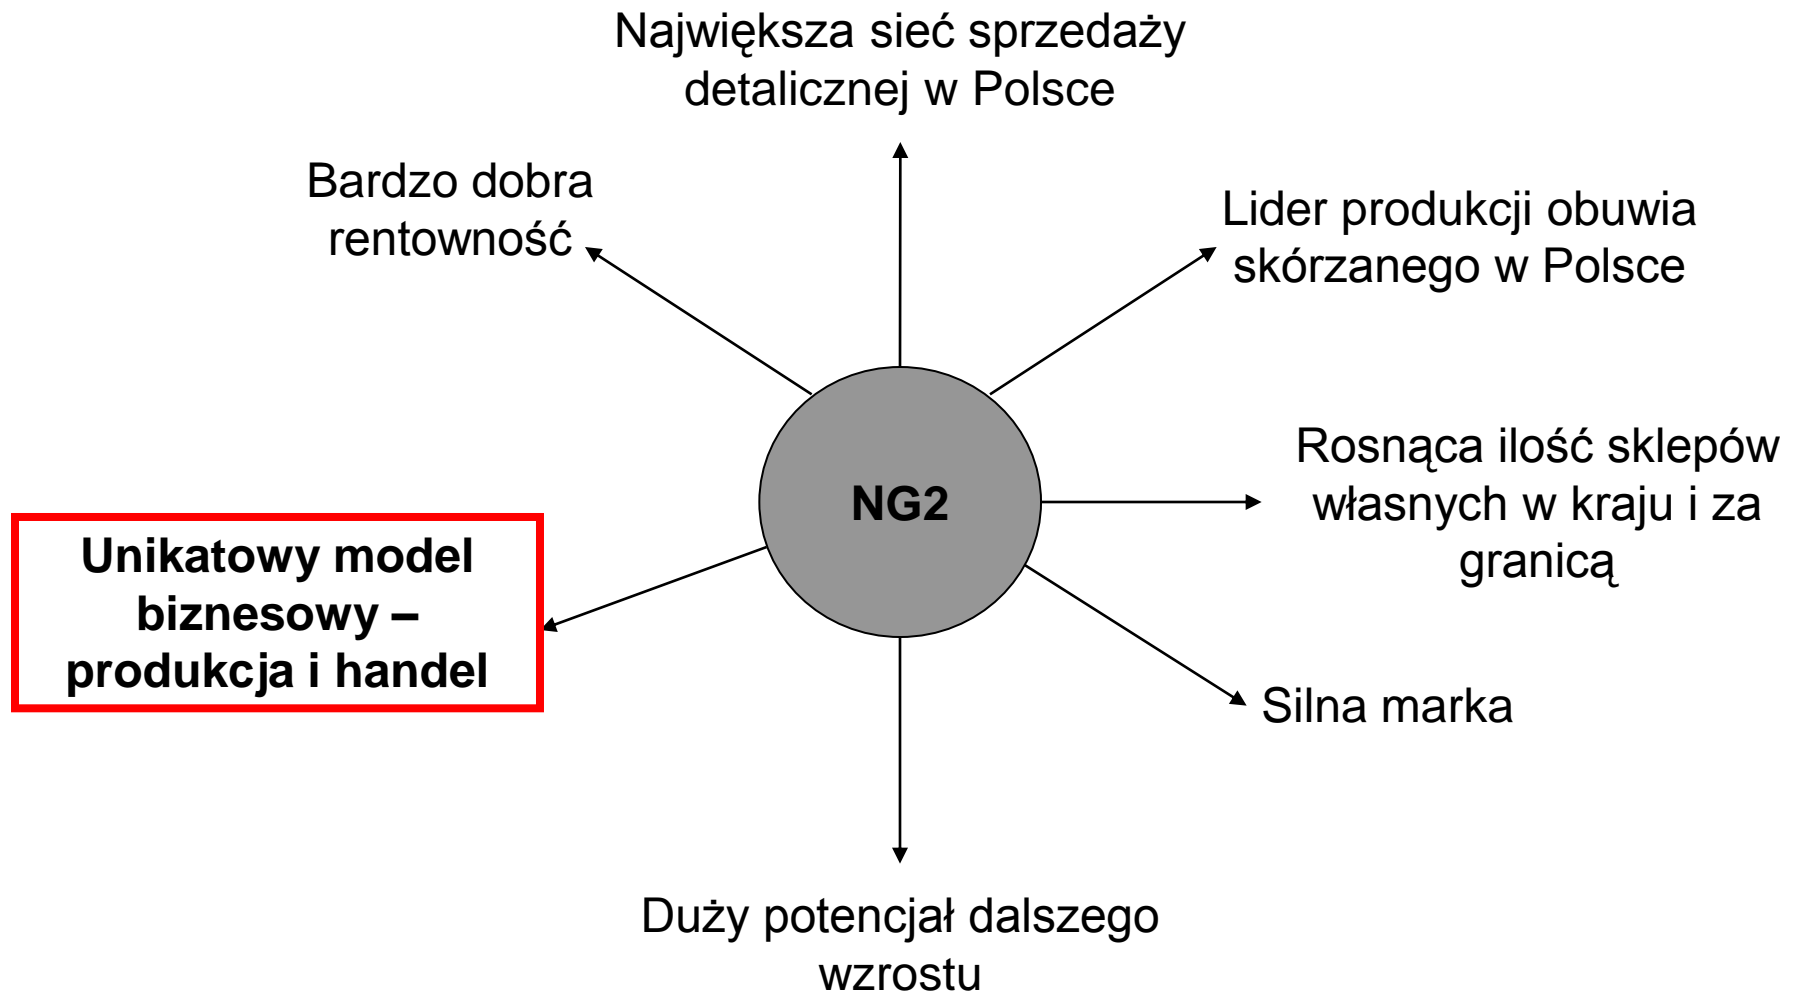 Największa sieć sprzedaży
detalicznej w Polsce
Bardzo dobra
rentowność
Lider produkcji obuwia
skórzanego w Polsce
NG2
Rosnąca ilość sklepów
własnych w kraju i za
granicą
Unikatowy model
biznesowy –
produkcja i handel
Silna marka
Duży potencjał dalszego
wzrostu